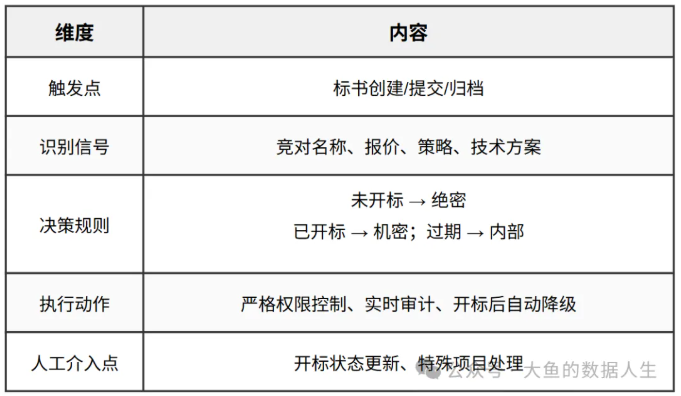 维度 内容
触发点 标书创建/提交/归档
识别信号 竞对名称、报价、策略、技术方案
未开标 → 绝密
决策规则 已开标 → 机密；过期 → 内部
执行动作 严格权限控制、实时审计、开标后自动降级
人工介入点 开标状态更新、特殊项目处理
公众号 大鱼的数据人生